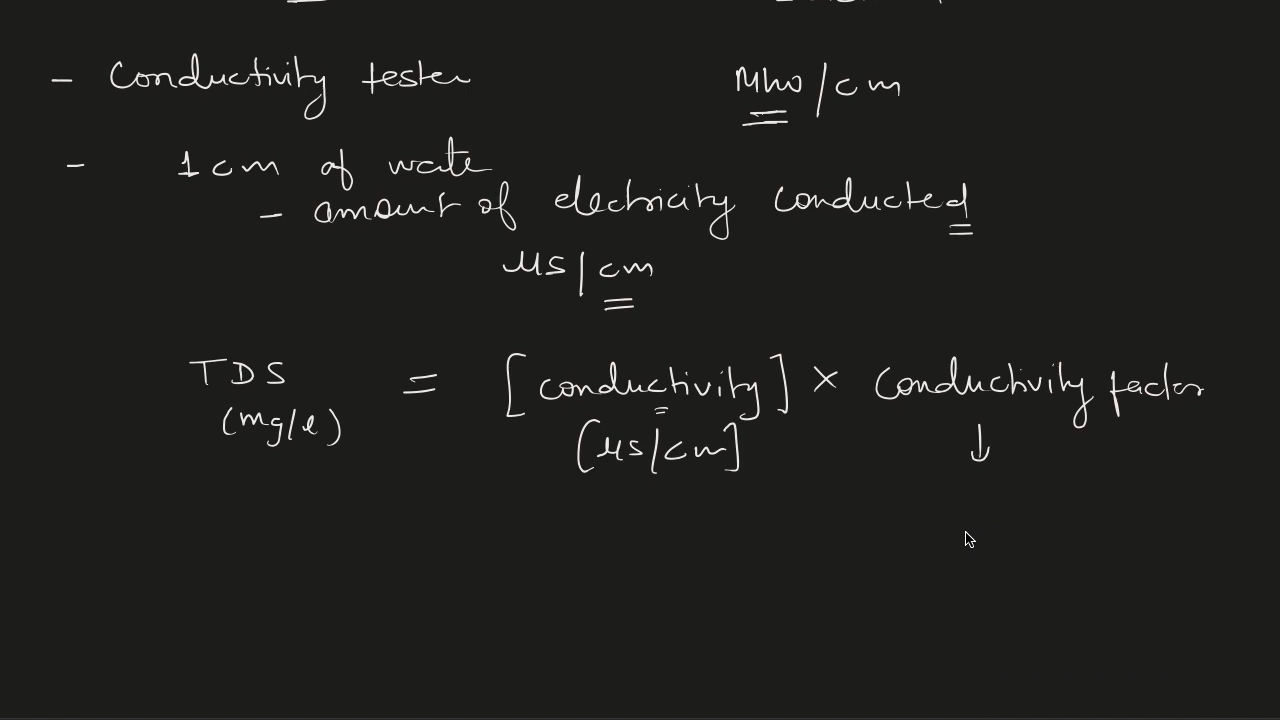 - Conductivity tester Mho/cm
- 1 cm of wate
- amount of electricity conducted
μs/cm
TDS = [conductivity] × Conductivity factor
(mg/l) (μs/cm]